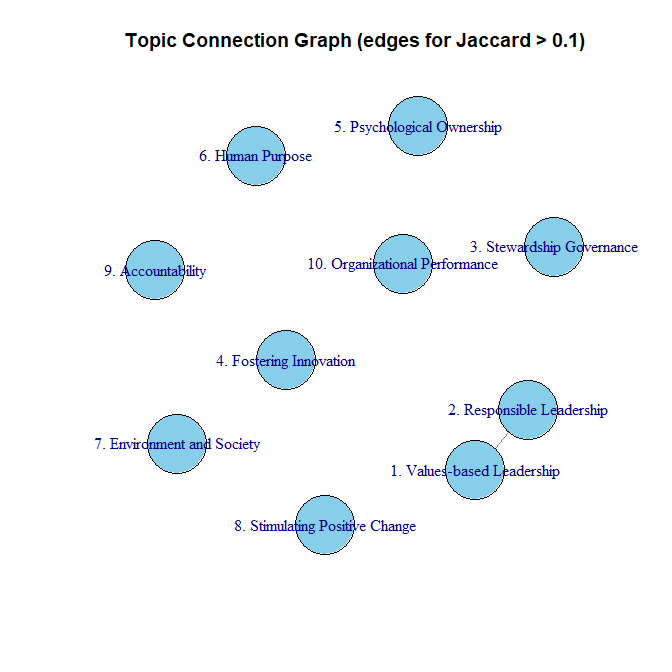 Topic Connection Graph (edges for Jaccard > 0.1)
5. Psychological Ownership
6. Human Purpose
3. Stewardship Governance
10. Organizational Performance
9. Accountability
4. Fostering Innovation
2. Responsible Leadership
7. Environment and Society
1. Values-based Leadership
8. Stimulating Positive Change